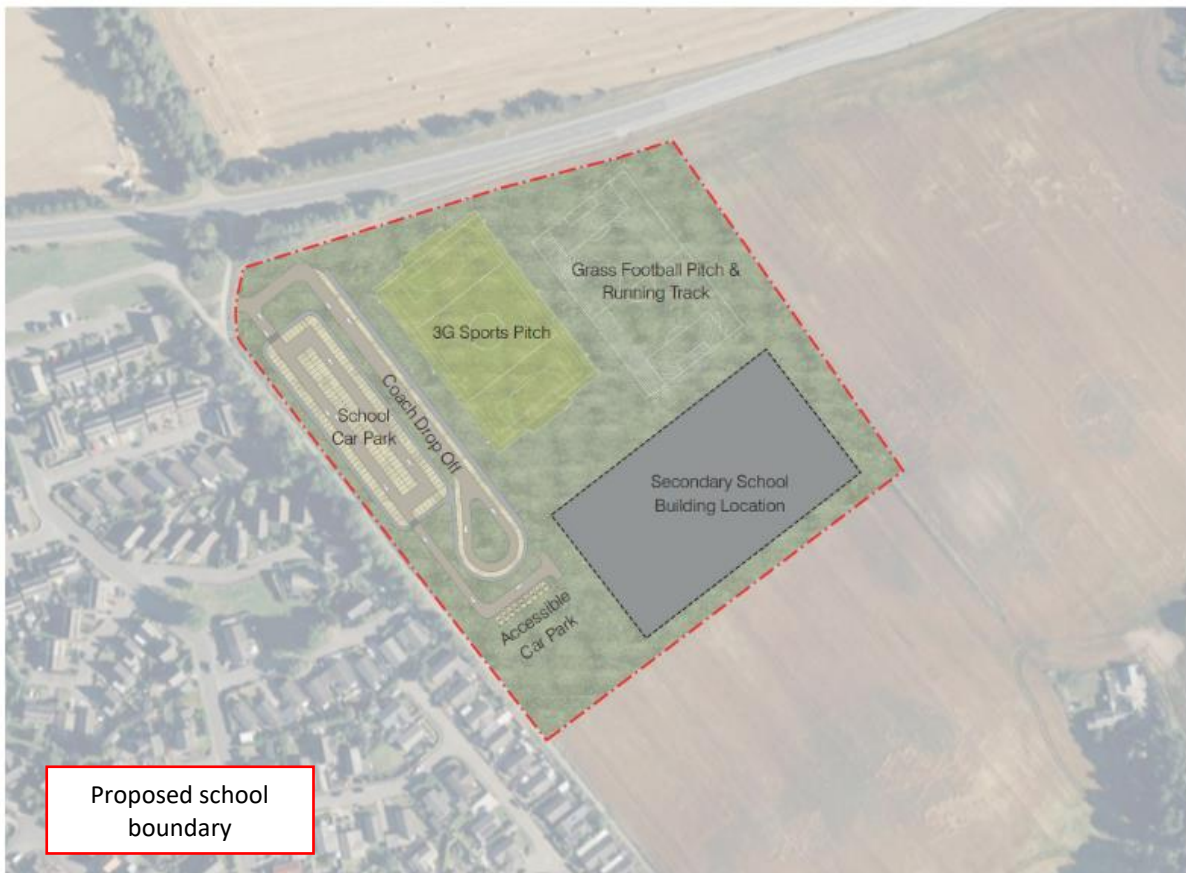 Grass Football Pitch &
Running Track
3G Sports Pitch
Coach Drop Off
School
Car Park
Secondary School
Building Location
Accessible
Car Park
Proposed school
boundary